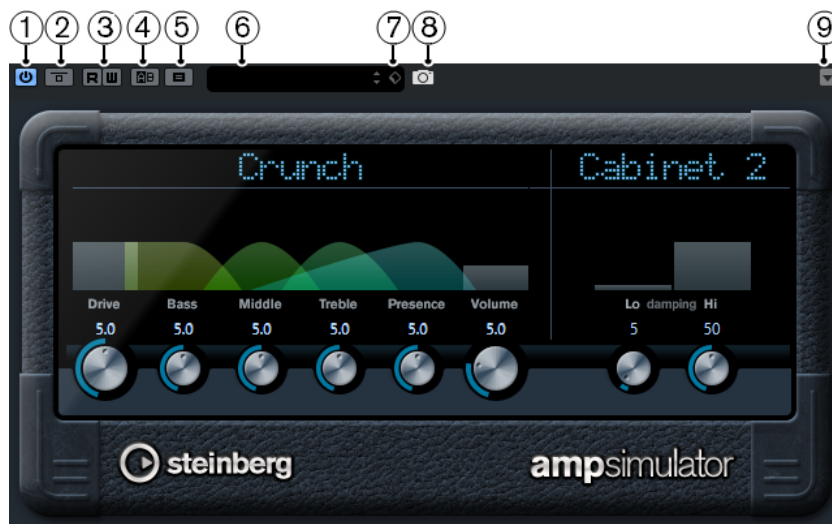 1 2 3 4 5 6 7 8 9
R W A B
Crunch Cabinet 2
Drive Bass Middle Treble Presence Volume Lo damping Hi
5.0 5.0 5.0 5.0 5.0 5.0 5 50
steinberg ampsimulator